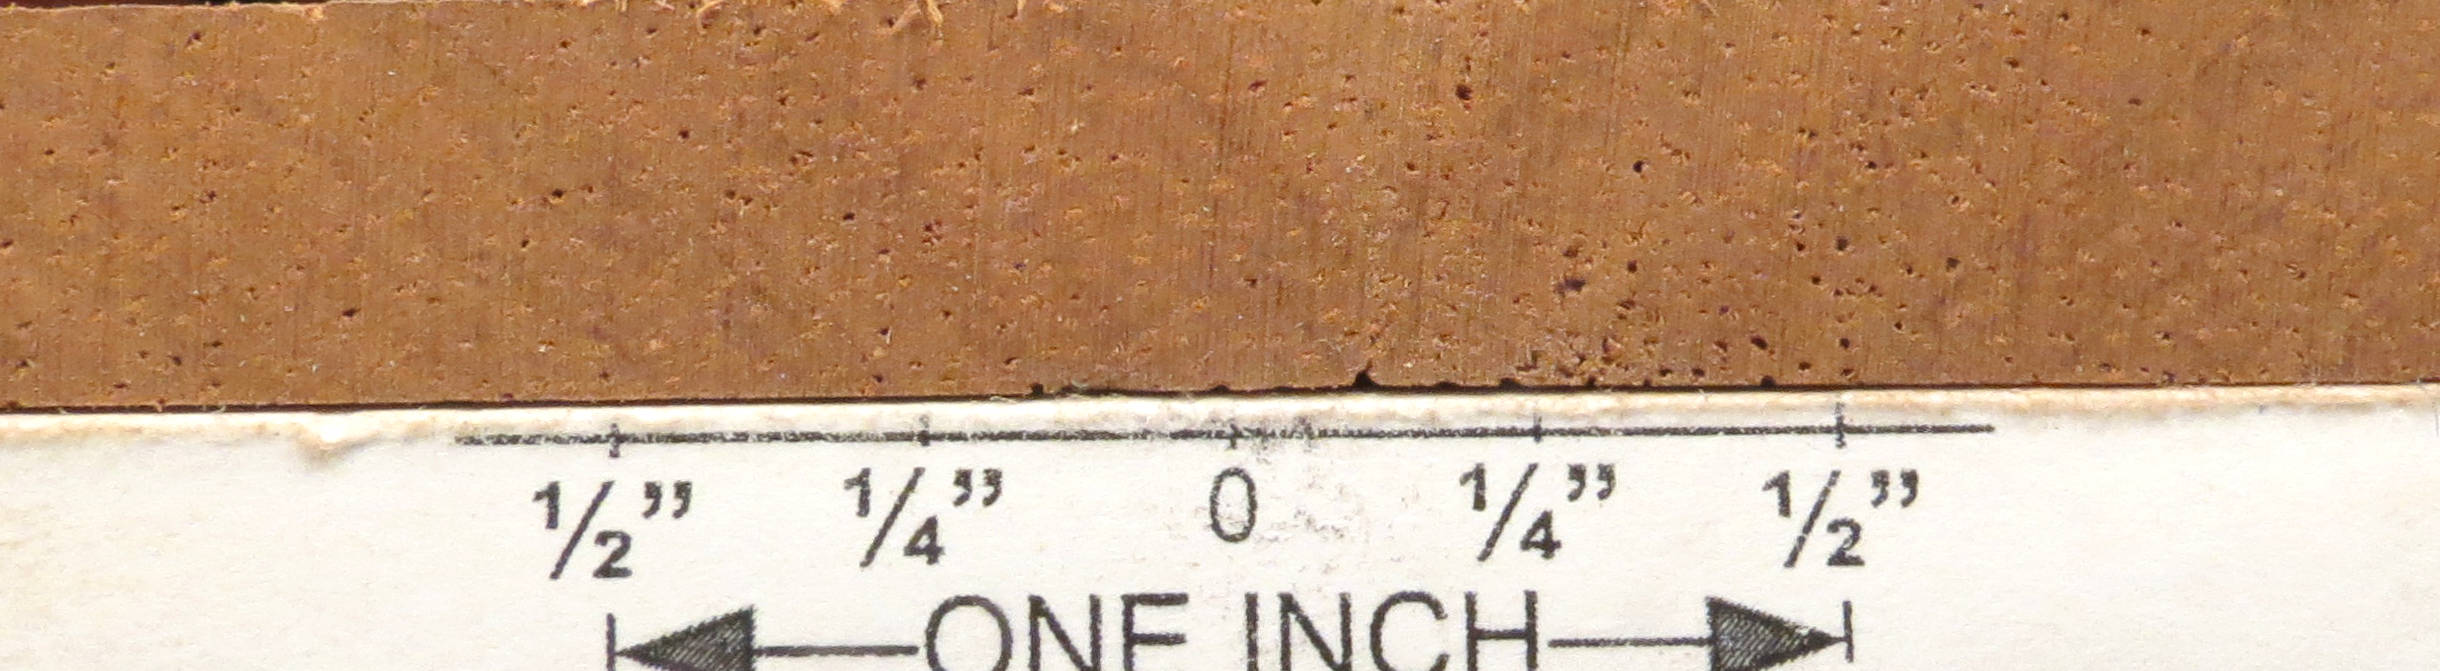 1/2” 1/4” 0 1/4” 1/2”
ONE INCH